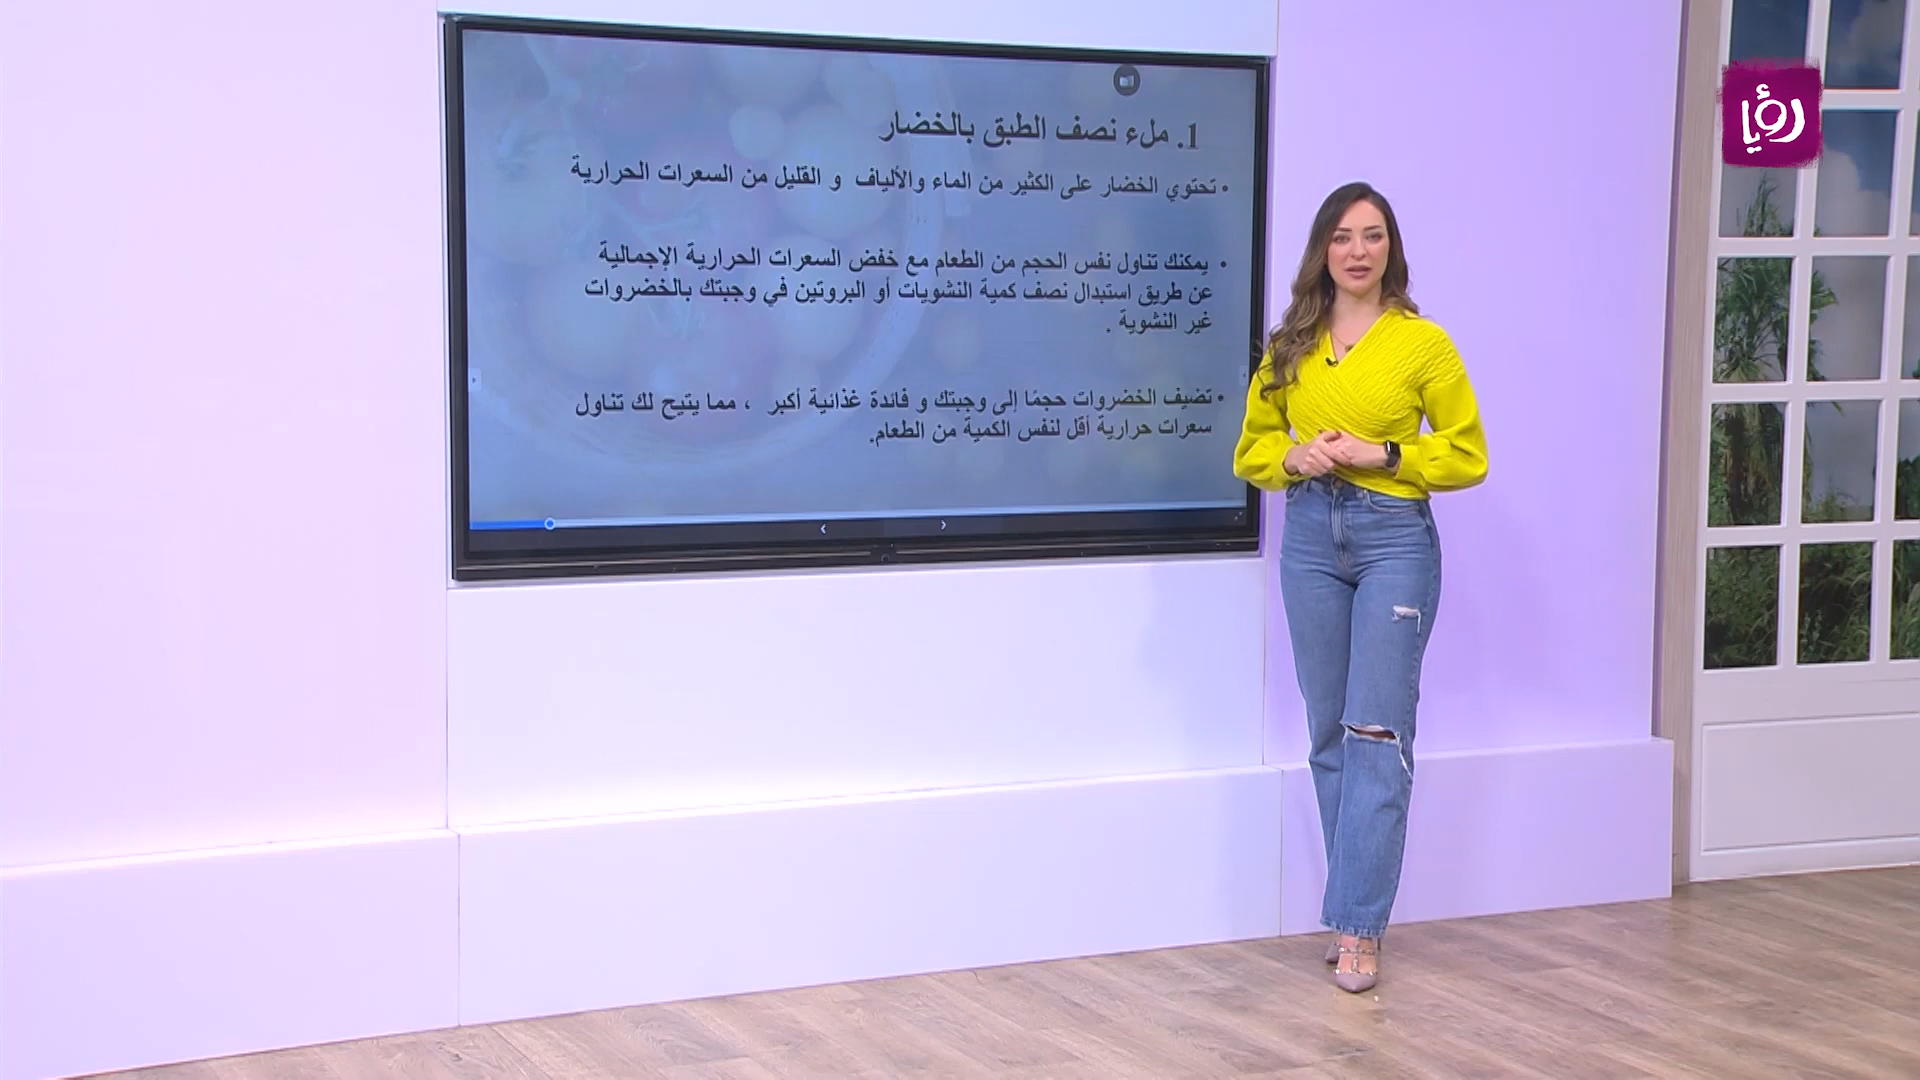 رؤيا
1. ملء نصف الطبق بالخضار
• تحتوي الخضار على الكثير من الماء والألياف و القليل من السعرات الحرارية
• يمكنك تناول نفس الحجم من الطعام مع خفض السعرات الحرارية الإجمالية
عن طريق استبدال نصف كمية النشويات أو البروتين في وجبتك بالخضروات
غير النشوية .
• تضيف الخضروات حجمًا إلى وجبتك و فائدة غذائية أكبر ، مما يتيح لك تناول
سعرات حرارية أقل لنفس الكمية من الطعام.